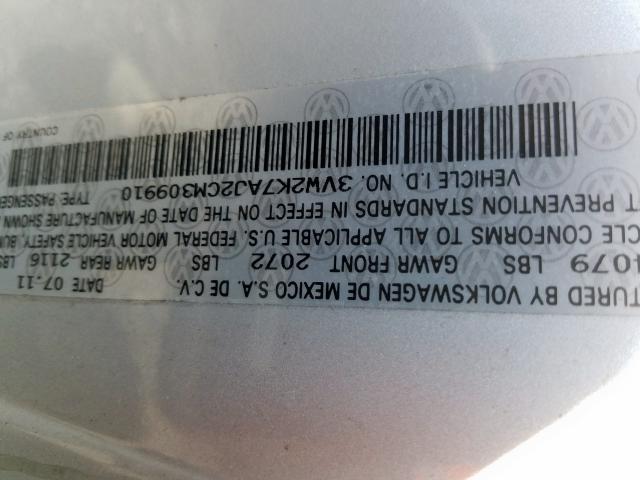 TURED BY VOLKSWAGEN DE MEXICO S.A. DE C.V. DATE 07.11
4079 LBS GAWR FRONT 2072 LBS GAWR REAR 2116 LBS
CLE CONFORMS TO ALL APPLICABLE U.S. FEDERAL MOTOR VEHICLE SAFETY, BU
T PREVENTION STANDARDS IN EFFECT ON THE DATE OF MANUFACTURE SHOWN
VEHICLE I.D. NO. 3VW2K7AJ2CM309910 TYPE: PASSENGER
COUNTRY OF